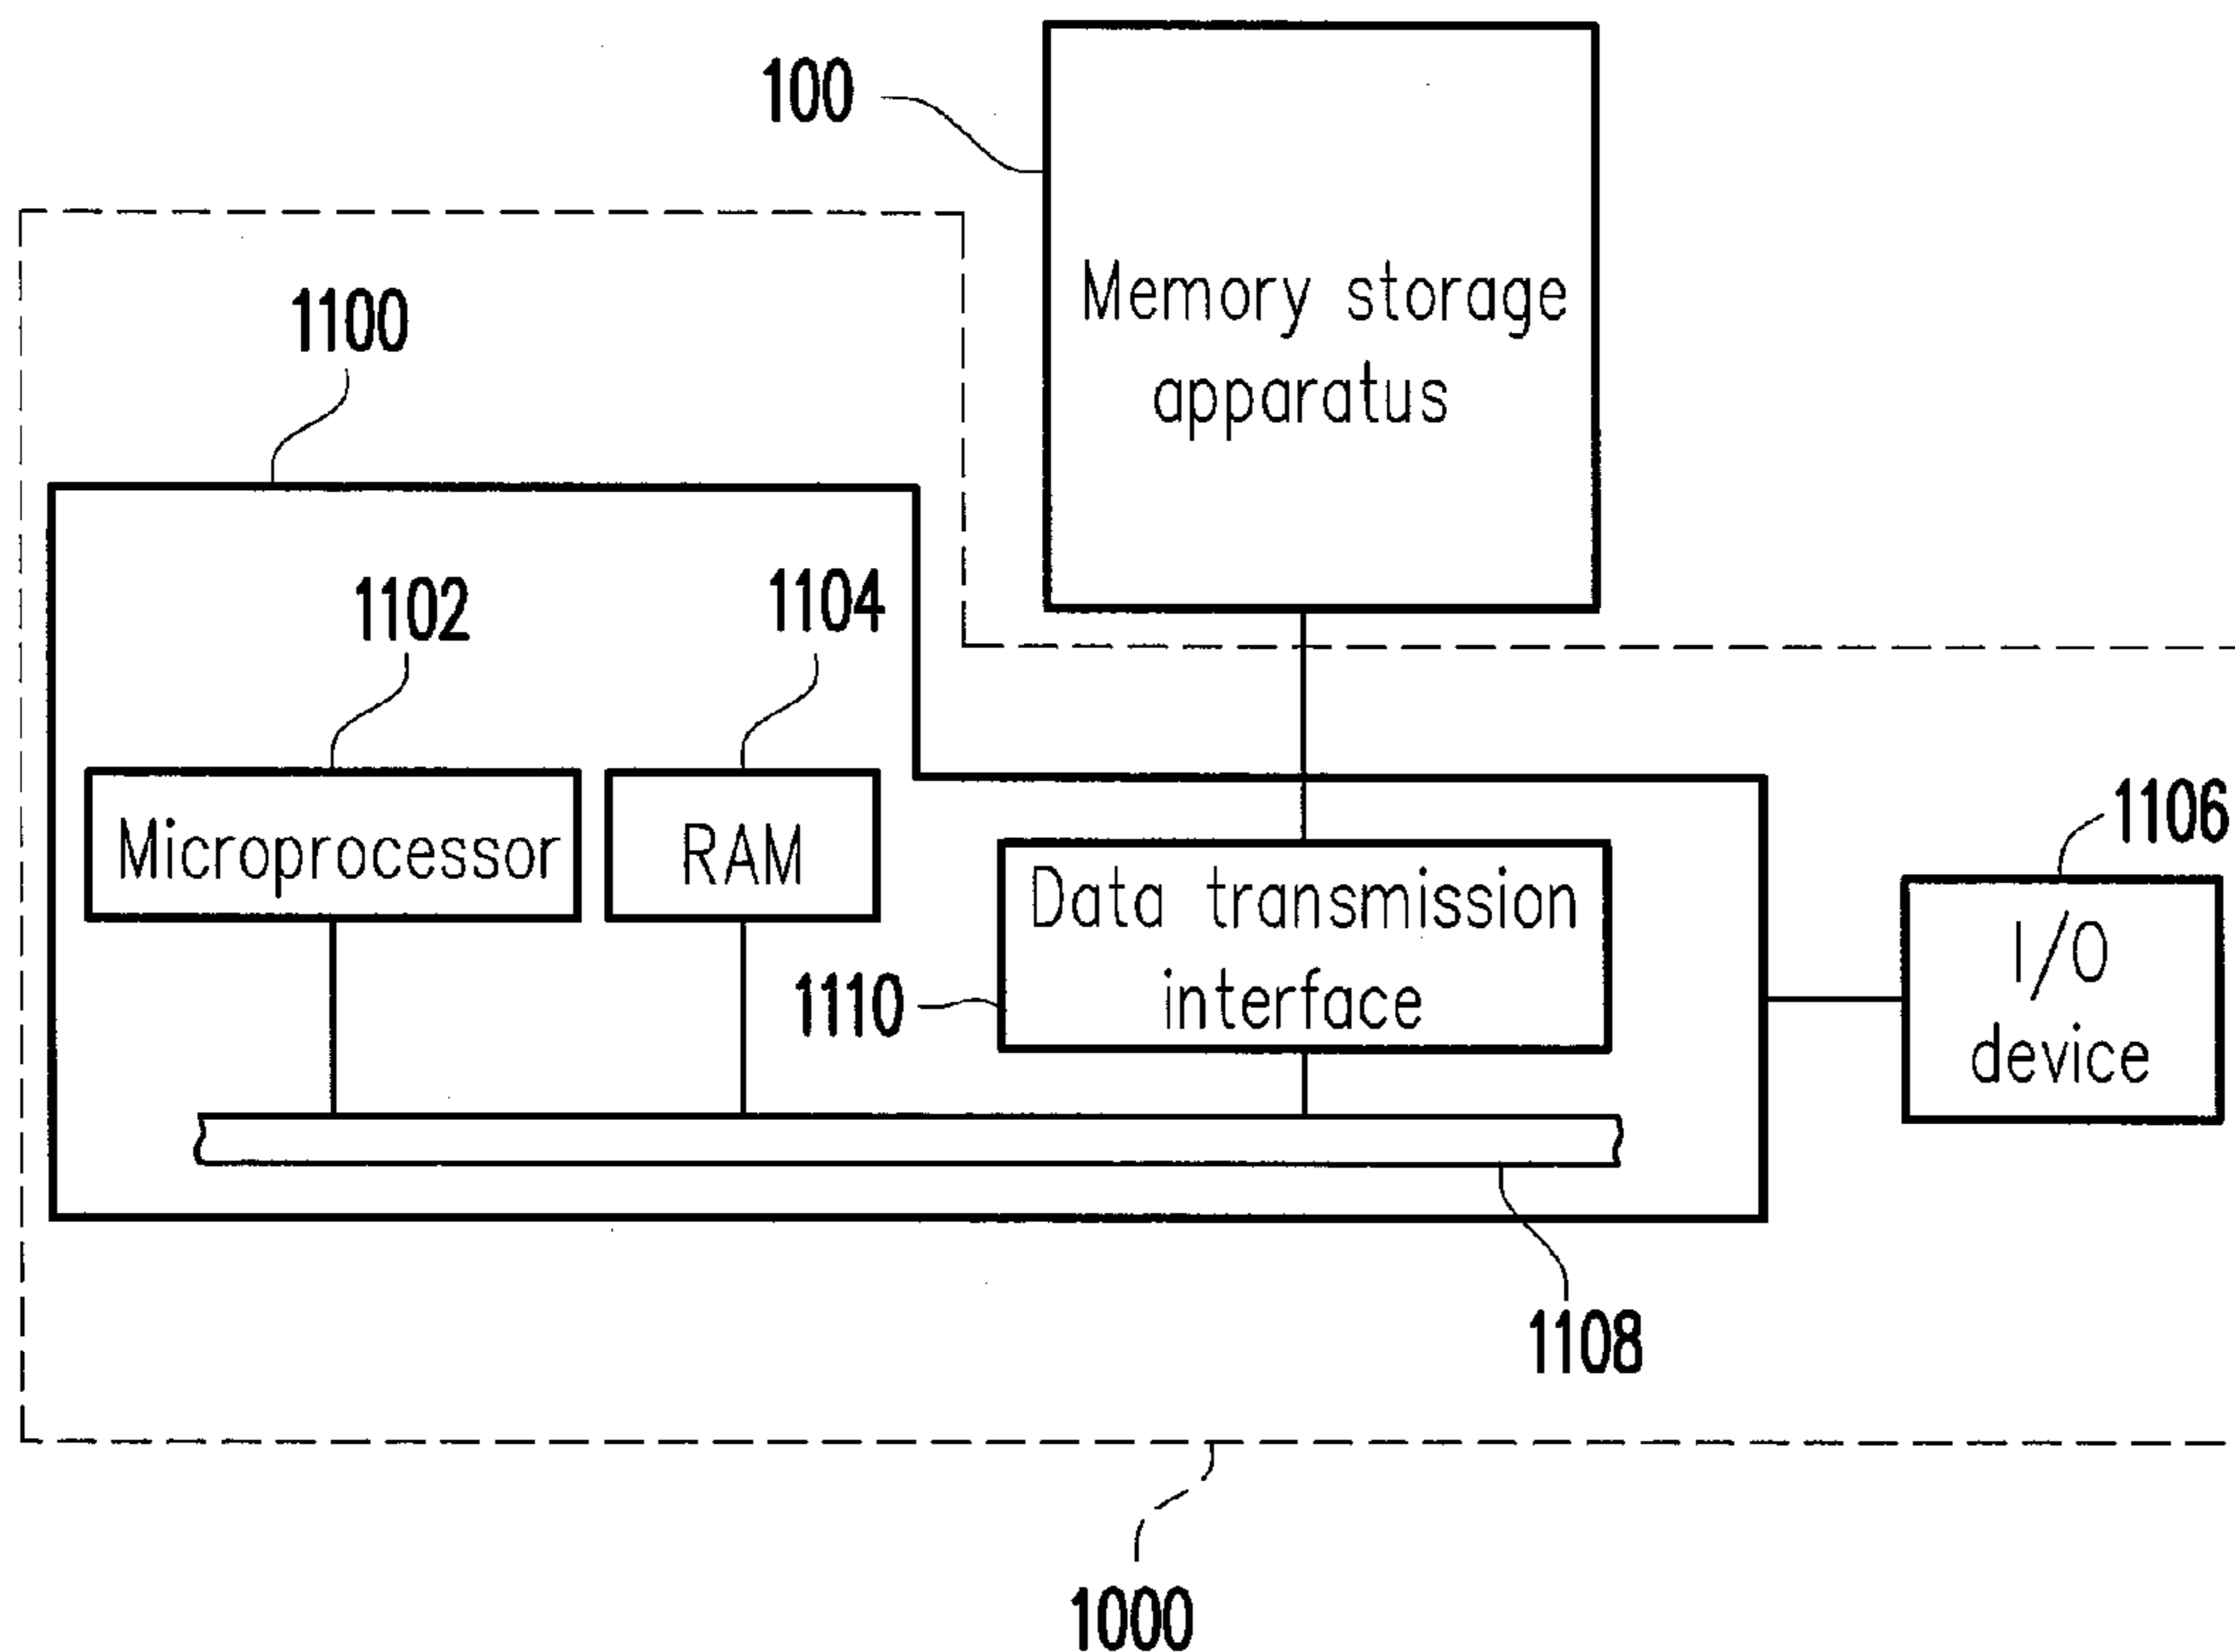 100
Memory storage
apparatus
1100
1102
1104
Microprocessor
RAM
Data transmission
interface
1110
1106
I/O
device
1108
1000